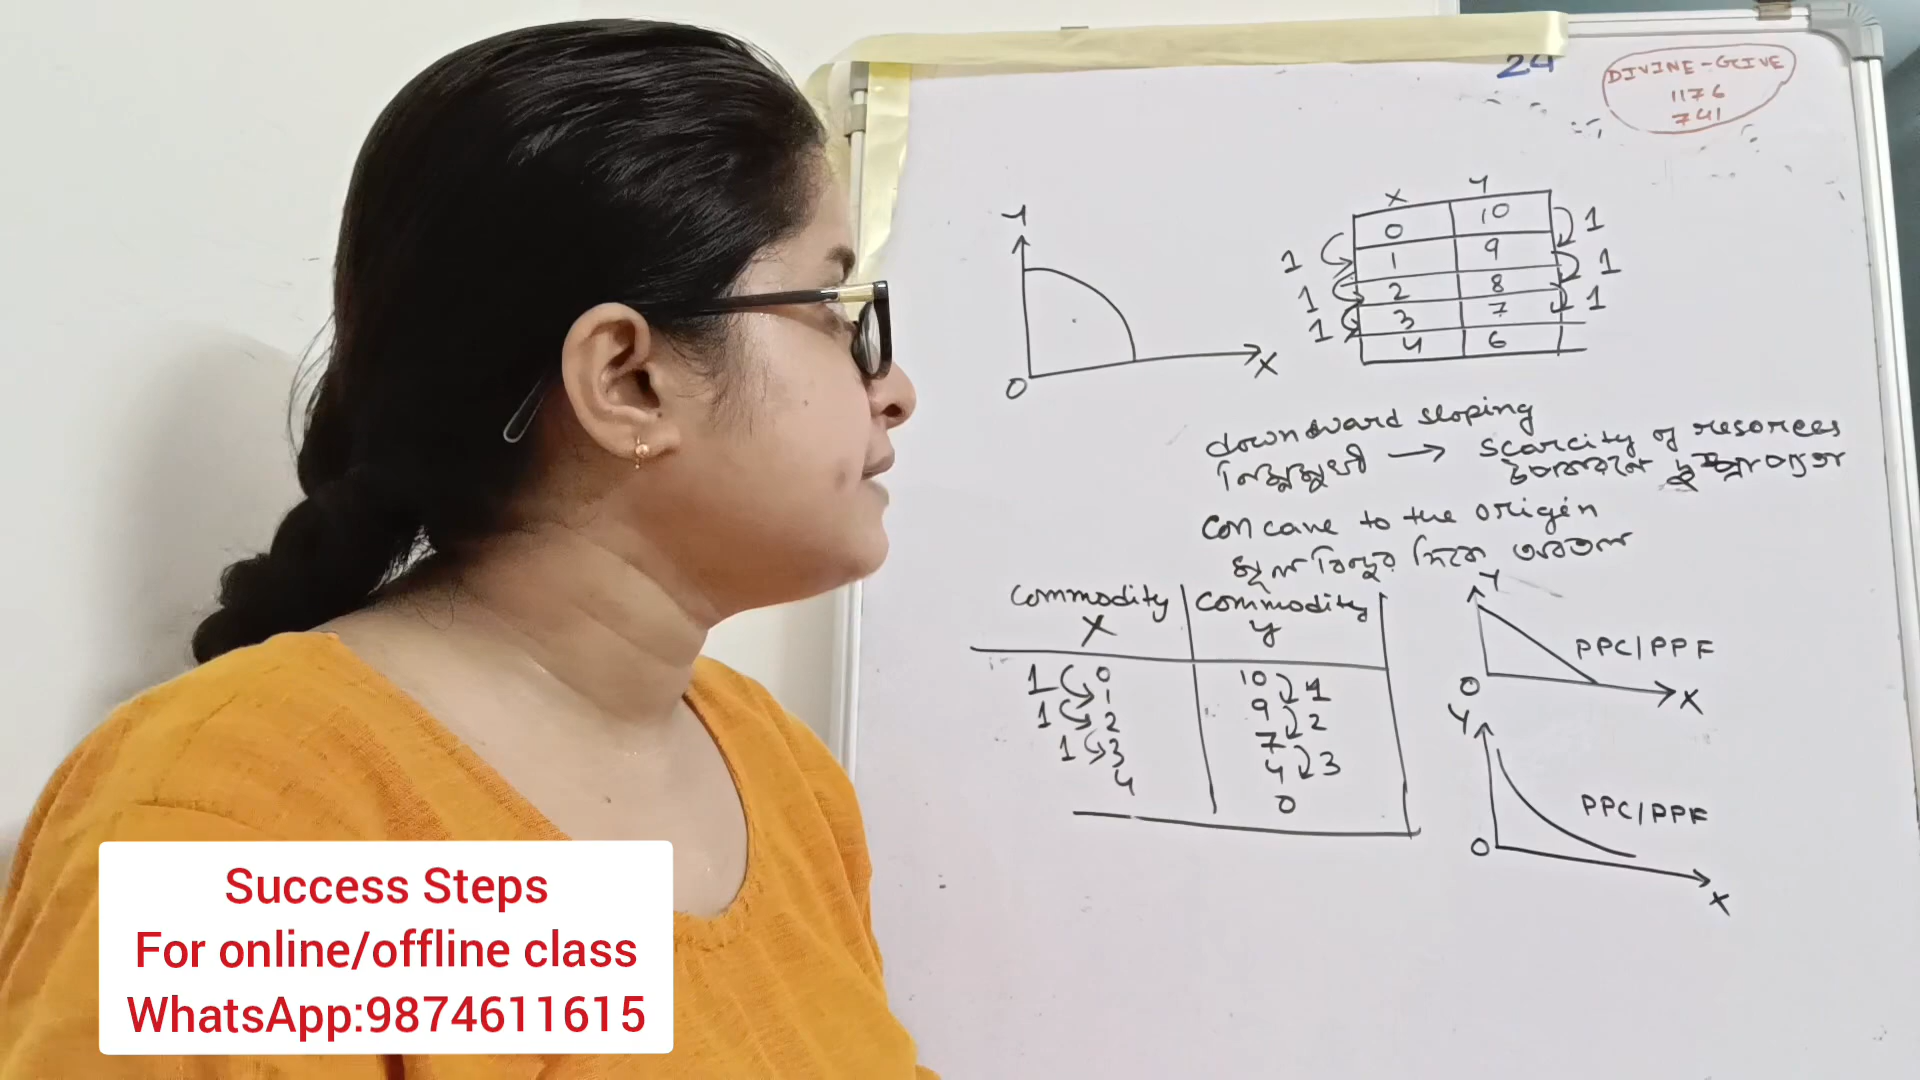 24
DIVINE-GIVE
1176
741
Y
X
O
X Y
0 10
1 9
2 8
3 7
4 6
1 1
1 1
1 1
downward sloping
নিম্নমুখী → scarcity of resorces
concave to the origin
মূল বিন্দুর দিকে অবতল
Commodity X Commodity y
1 0 10 1
1 1 9 2
1 2 7 3
3 4
4 0
Y
PPC/PPF
O
X
Y
PPC/PPF
O
X
Success Steps
For online/offline class
WhatsApp:9874611615